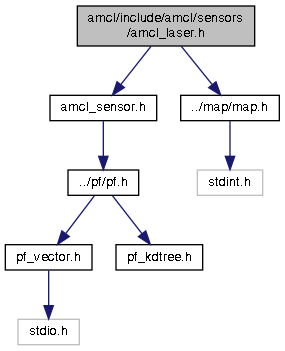 amcl/include/amcl/sensors
/amcl_laser.h
amcl_sensor.h
../map/map.h
../pf/pf.h
stdint.h
pf_vector.h
pf_kdtree.h
stdio.h